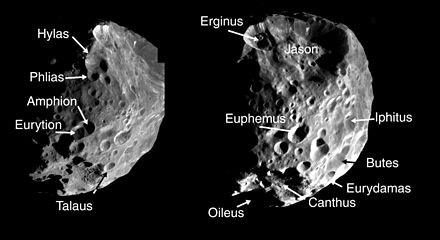 Hylas
Phlias
Amphion
Eurytion
Talaus
Erginus
Jason
Euphemus
Iphitus
Butes
Eurydamas
Canthus
Oileus